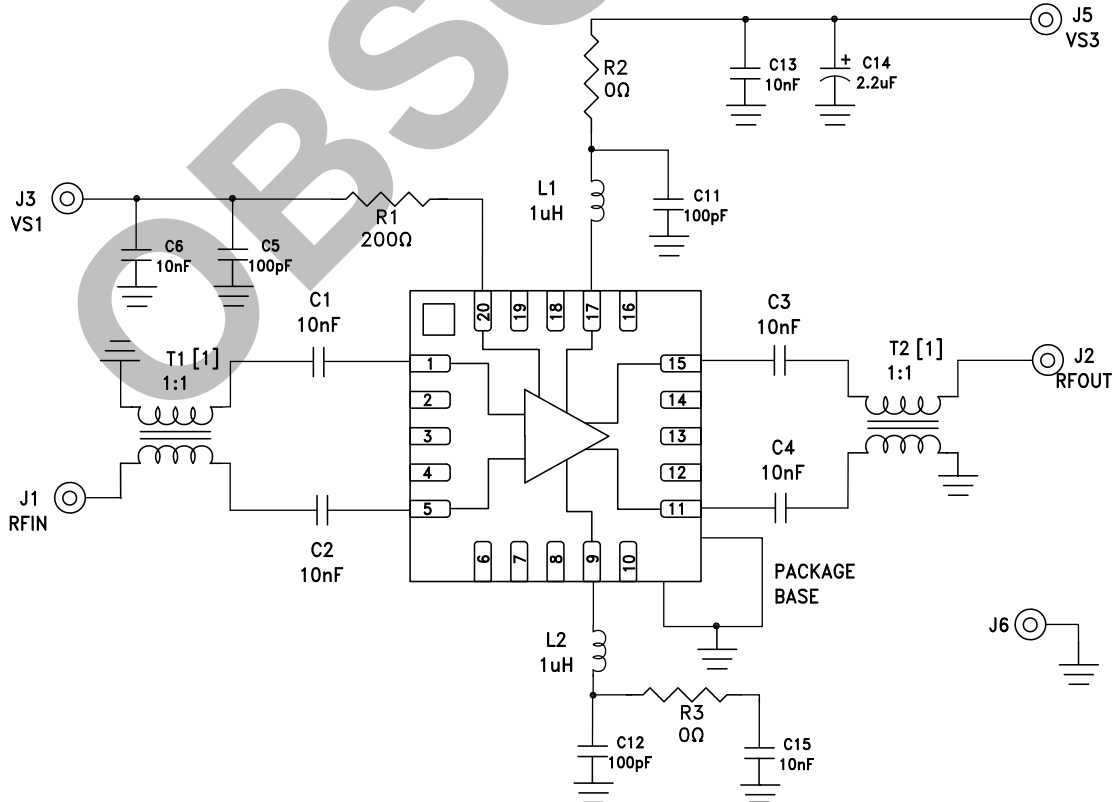 OBSO
J5
VS3
R2
0Ω
C13
10nF
+
C14
2.2uF
J3
VS1
L1
1uH
C11
100pF
R1
200Ω
C6
10nF
C5
100pF
C1
10nF
C3
10nF
20
19
18
17
16
T1 [1]
1:1
T2 [1]
1:1
J2
RFOUT
1
2
3
4
5
15
14
13
12
11
C4
10nF
J1
RFIN
C2
10nF
6
7
8
9
10
PACKAGE
BASE
J6
L2
1uH
R3
0Ω
C12
100pF
C15
10nF